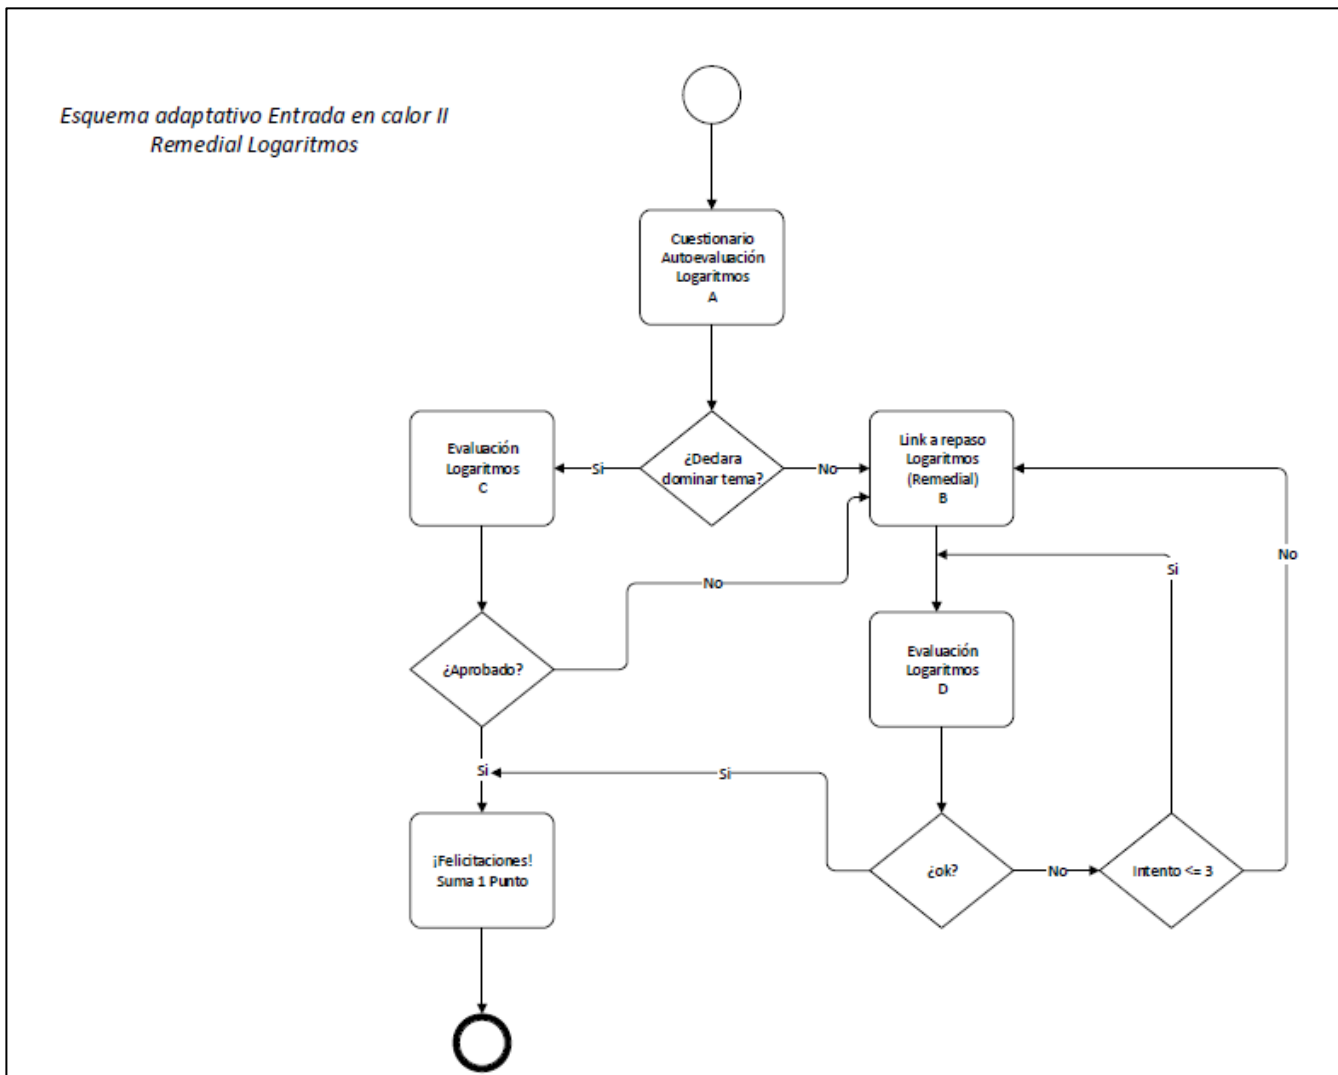 Esquema adaptativo Entrada en calor II
Remedial Logaritmos
Cuestionario
Autoevaluación
Logaritmos
A
¿Declara
dominar tema?
Si
No
Evaluación
Logaritmos
C
Link a repaso
Logaritmos
(Remedial)
B
No
Si
No
Evaluación
Logaritmos
D
¿Aprobado?
Si
Si
¡Felicitaciones!
Suma 1 Punto
¿ok?
No
Intento <= 3